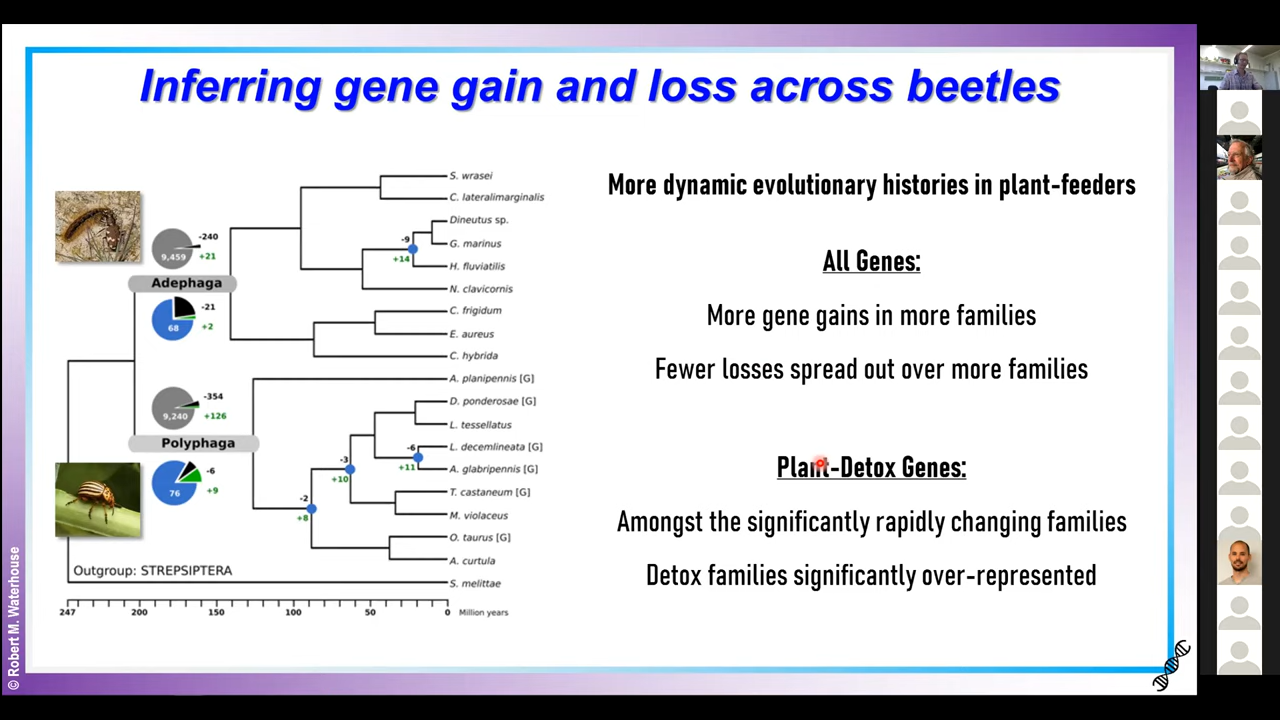 Inferring gene gain and loss across beetles
S. wrasei
C. lateralimarginalis
Dineutus sp.
G. marinus
H. fluviatilis
N. clavicornis
C. frigidum
E. aureus
C. hybrida
A. planipennis [G]
D. ponderosae [G]
L. tessellatus
L. decemlineata [G]
A. glabripennis [G]
T. castaneum [G]
M. violaceus
O. taurus [G]
A. curtula
S. melittae
-240
9,459
+21
Adephaga
-21
68
+2
-9
+14
-354
9,240
+126
Polyphaga
-6
76
+9
-6
+11
-3
+10
-2
+8
Outgroup: STREPSIPTERA
247
200
150
100
50
0
Million years
More dynamic evolutionary histories in plant-feeders
All Genes:
More gene gains in more families
Fewer losses spread out over more families
Plant-Detox Genes:
Amongst the significantly rapidly changing families
Detox families significantly over-represented
© Robert M. Waterhouse